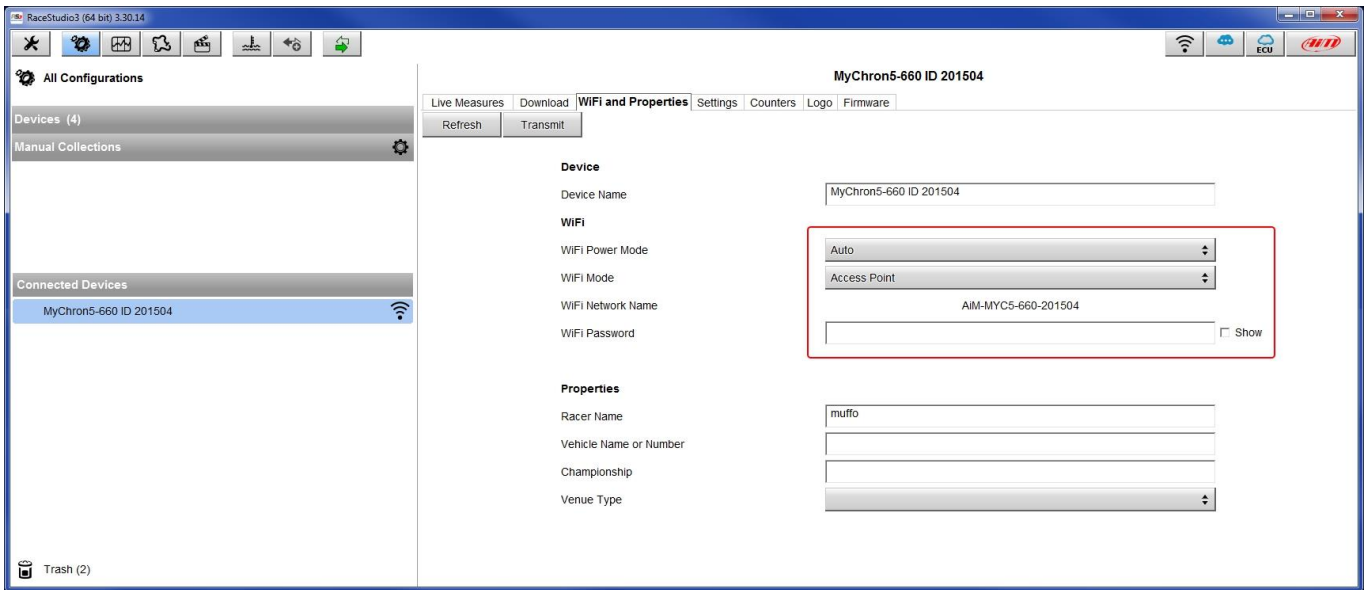 RaceStudio3 (64 bit) 3.30.14
ECU
AiM
All Configurations
MyChron5-660 ID 201504
Live Measures Download WiFi and Properties Settings Counters Logo Firmware
Devices (4)
Refresh Transmit
Manual Collections
Device
Device Name MyChron5-660 ID 201504
WiFi
WiFi Power Mode Auto
WiFi Mode Access Point
Connected Devices
MyChron5-660 ID 201504
WiFi Network Name AiM-MYC5-660-201504
WiFi Password Show
Properties
Racer Name muffo
Vehicle Name or Number
Championship
Venue Type
Trash (2)